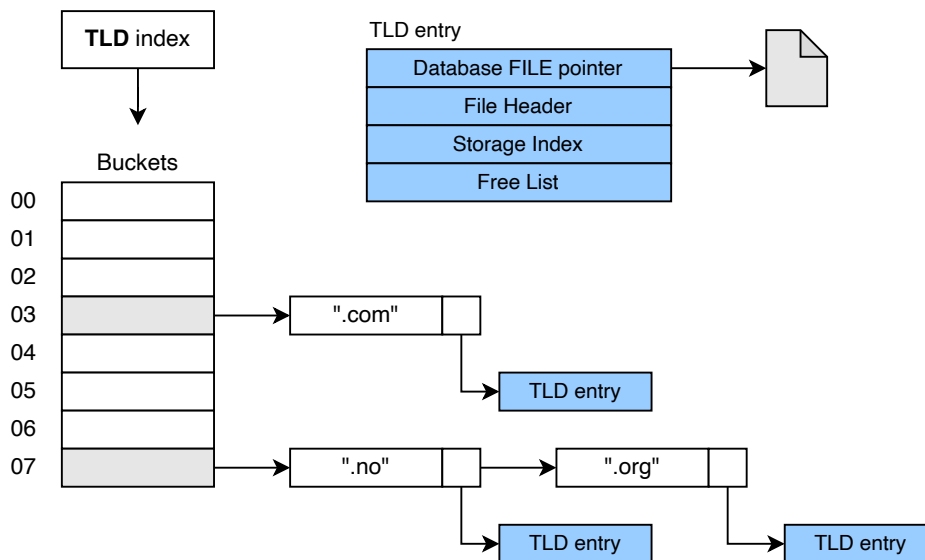 TLD index
TLD entry
Database FILE pointer
File Header
Storage Index
Free List
Buckets
00
01
02
03
".com"
04
05
TLD entry
06
07
".no"
".org"
TLD entry
TLD entry